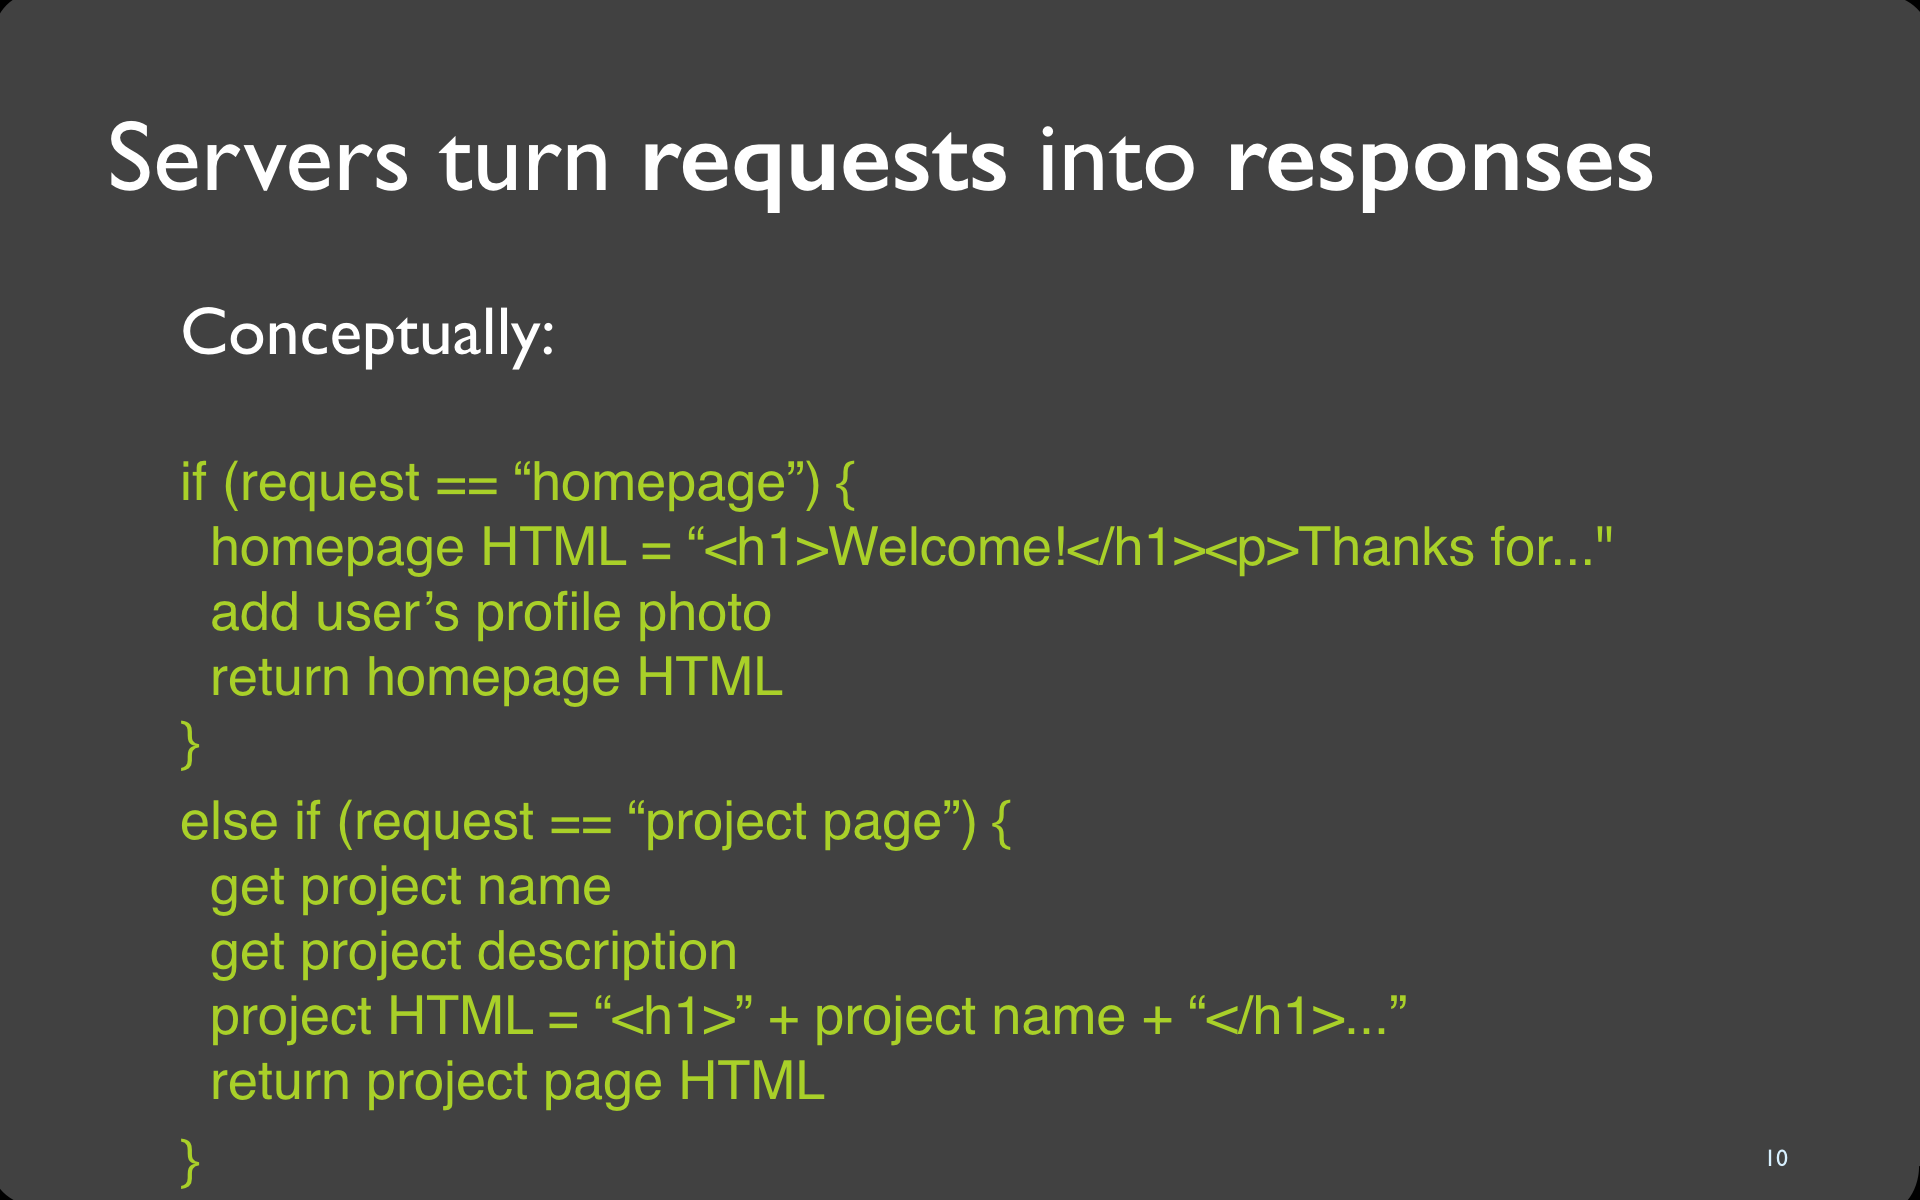 Servers turn requests into responses
Conceptually:
if (request == “homepage”) {
homepage HTML = “<h1>Welcome!</h1><p>Thanks for..."
add user’s profile photo
return homepage HTML
}
else if (request == “project page”) {
get project name
get project description
project HTML = “<h1>” + project name + “</h1>...”
return project page HTML
}
10